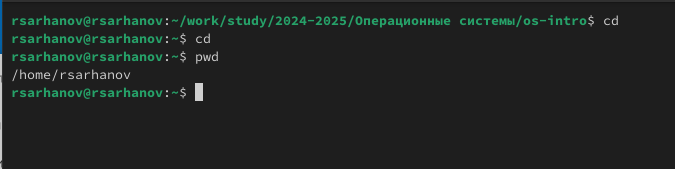 rsarhanov@rsarhanov:~/work/study/2024-2025/Операционные системы/os-intro$ cd
rsarhanov@rsarhanov:~$ cd
rsarhanov@rsarhanov:~$ pwd
/home/rsarhanov
rsarhanov@rsarhanov:~$